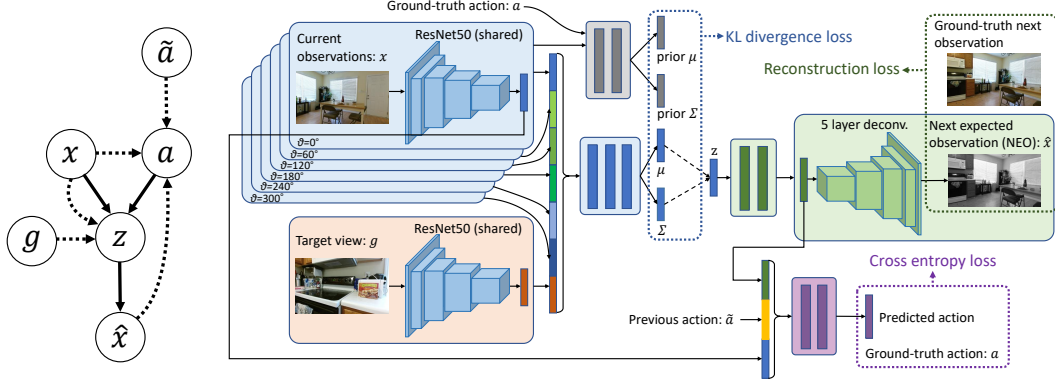 ã
x
a
g
z
x̂
Ground-truth action: a
Current
observations: x
ResNet50 (shared)
ϑ=0°
ϑ=60°
ϑ=120°
ϑ=180°
ϑ=240°
ϑ=300°
Target view: g
ResNet50 (shared)
prior μ
prior Σ
μ
Σ
KL divergence loss
z
Reconstruction loss
Ground-truth next
observation
5 layer deconv.
Next expected
observation (NEO): x̂
Cross entropy loss
Previous action: ã
Predicted action
Ground-truth action: a